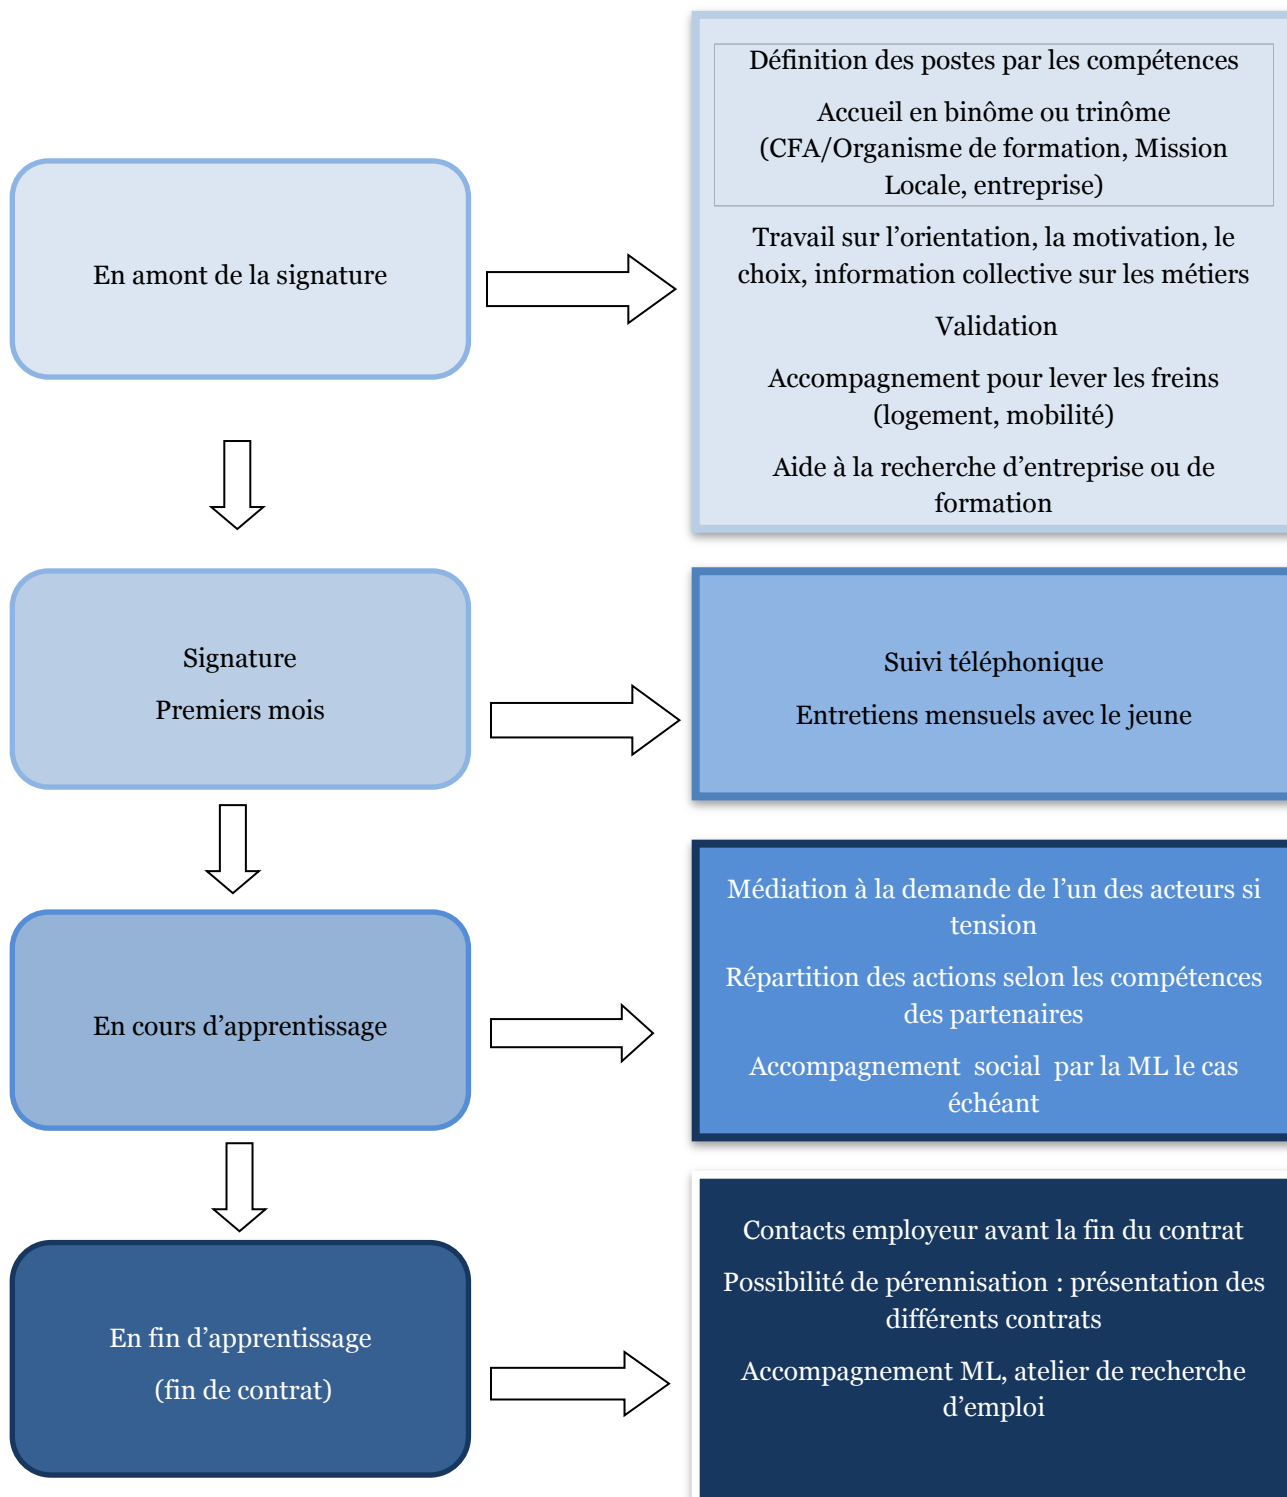 En amont de la signature
Définition des postes par les compétences
Accueil en binôme ou trinôme
(CFA/Organisme de formation, Mission
Locale, entreprise)
Travail sur l’orientation, la motivation, le
choix, information collective sur les métiers
Validation
Accompagnement pour lever les freins
(logement, mobilité)
Aide à la recherche d’entreprise ou de
formation
Signature
Premiers mois
Suivi téléphonique
Entretiens mensuels avec le jeune
En cours d’apprentissage
Médiation à la demande de l’un des acteurs si
tension
Répartition des actions selon les compétences
des partenaires
Accompagnement  social  par la ML le cas
échéant
En fin d’apprentissage
(fin de contrat)
Contacts employeur avant la fin du contrat
Possibilité de pérennisation : présentation des
différents contrats
Accompagnement ML, atelier de recherche
d’emploi